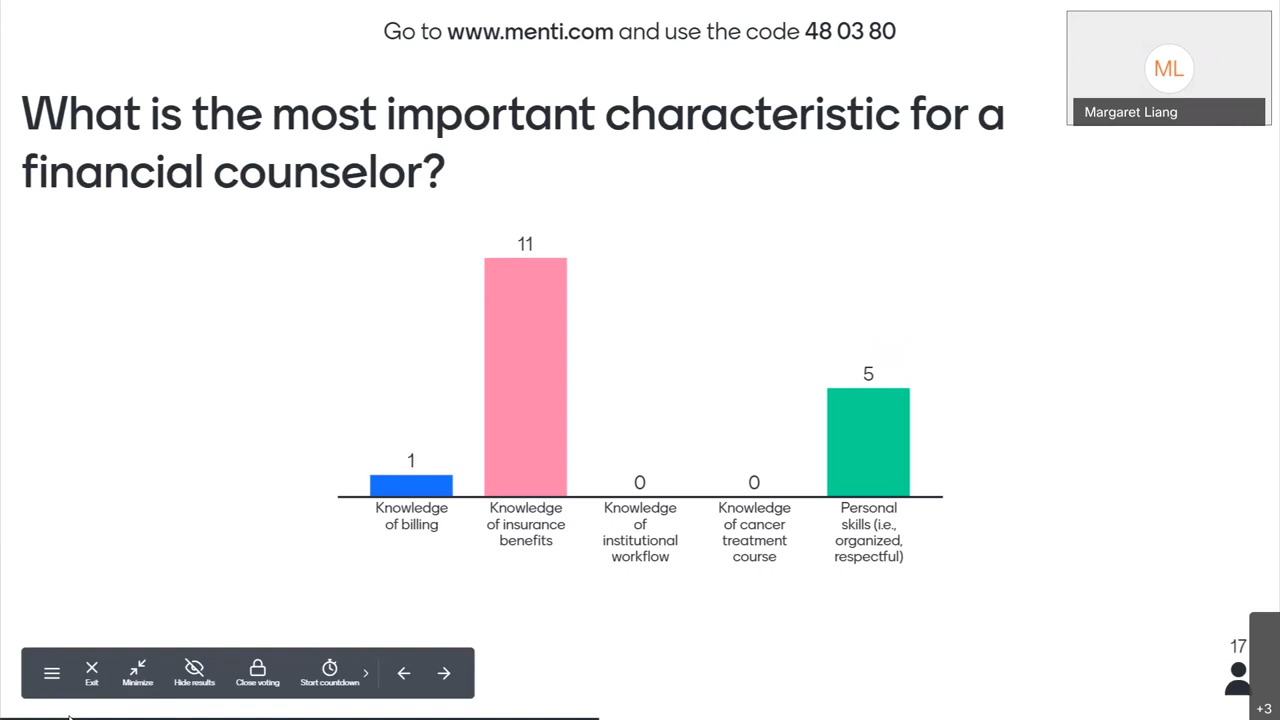 Go to www.menti.com and use the code 48 03 80
ML
Margaret Liang
What is the most important characteristic for a
financial counselor?
11
5
1
0
0
Knowledge
of billing
Knowledge
of insurance
benefits
Knowledge
of
institutional
workflow
Knowledge
of cancer
treatment
course
Personal
skills (i.e.,
organized,
respectful)
17
Exit
Minimize
Hide results
Close voting
Start countdown
+3